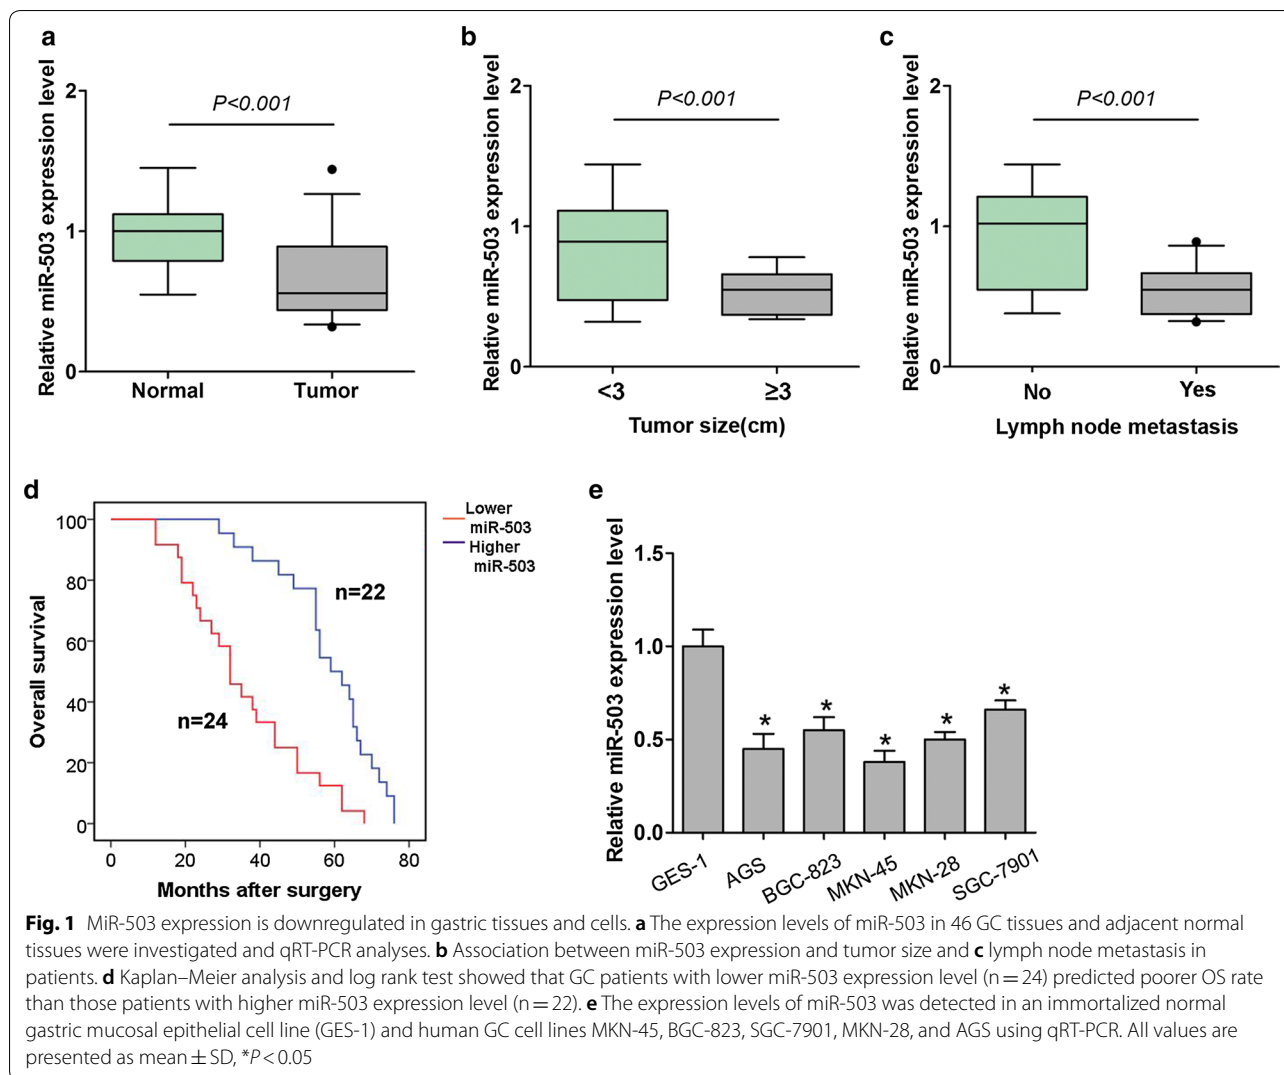 a
Relative miR-503 expression level
2
1
0
P<0.001
Normal Tumor
b
Relative miR-503 expression level
2
1
0
P<0.001
<3 ≥3
Tumor size(cm)
c
Relative miR-503 expression level
2
1
0
P<0.001
No Yes
Lymph node metastasis
d
Overall survival
100
80
60
40
20
0
n=22
n=24
0 20 40 60 80
Months after surgery
Lower
miR-503
Higher
miR-503
e
Relative miR-503 expression level
1.5
1.0
0.5
0.0
* * * * *
GES-1 AGS BGC-823 MKN-45 MKN-28 SGC-7901
Fig. 1 MiR-503 expression is downregulated in gastric tissues and cells. a The expression levels of miR-503 in 46 GC tissues and adjacent normal
tissues were investigated and qRT-PCR analyses. b Association between miR-503 expression and tumor size and c lymph node metastasis in
patients. d Kaplan–Meier analysis and log rank test showed that GC patients with lower miR-503 expression level (n = 24) predicted poorer OS rate
than those patients with higher miR-503 expression level (n = 22). e The expression levels of miR-503 was detected in an immortalized normal
gastric mucosal epithelial cell line (GES-1) and human GC cell lines MKN-45, BGC-823, SGC-7901, MKN-28, and AGS using qRT-PCR. All values are
presented as mean ± SD, *P < 0.05